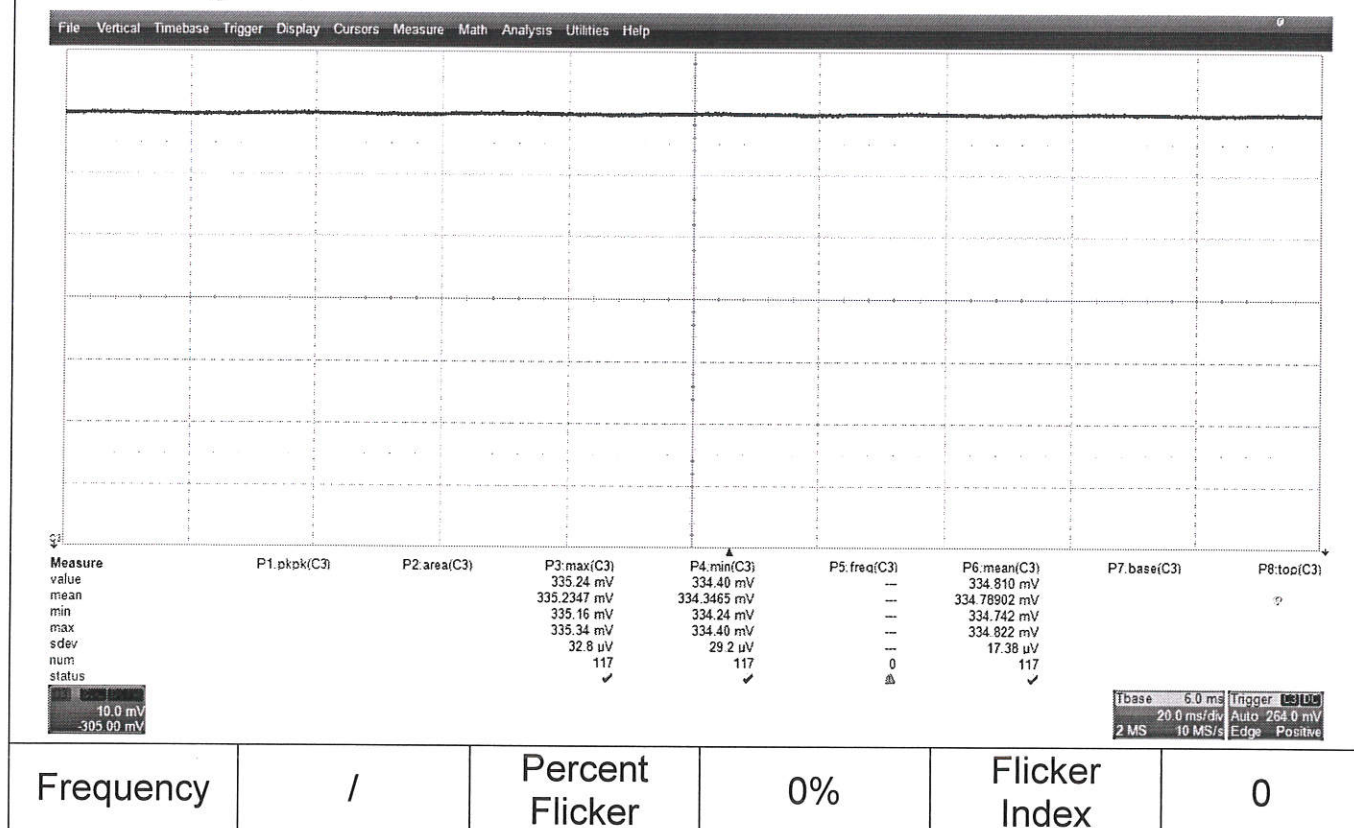 File Vertical Timebase Trigger Display Cursors Measure Math Analysis Utilities Help
C3
Measure P1.pkpk(C3) P2.area(C3) P3:max(C3) P4.min(C3) P5:freq(C3) P6:mean(C3) P7.base(C3) P8:top(C3)
value 335.24 mV 334.40 mV --- 334.810 mV
mean 335.2347 mV 334.3465 mV --- 334.78902 mV
min 335.16 mV 334.24 mV --- 334.742 mV
max 335.34 mV 334.40 mV --- 334.822 mV
sdev 32.8 µV 29.2 µV --- 17.38 µV
num 117 117 0 117
status
10.0 mV
-305.00 mV
Tbase 6.0 ms Trigger C3 DC
20.0 ms/div Auto 264.0 mV
2 MS 10 MS/s Edge Positive
Frequency / Percent Flicker 0% Flicker Index 0